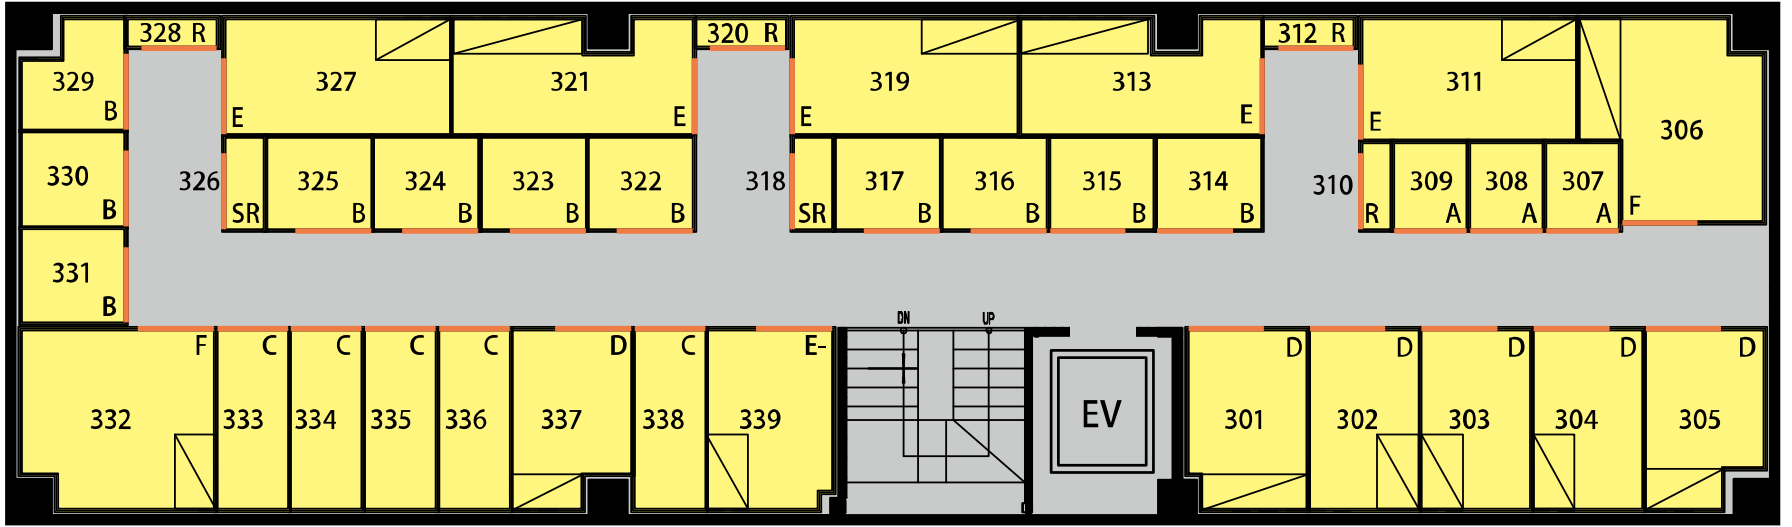 328 R
320 R
312 R
329
B
327
E
321
E
319
E
313
E
311
E
306
F
330
B
326
SR
325
B
324
B
323
B
322
B
318
SR
317
B
316
B
315
B
314
B
310
R
309
A
308
A
307
A
331
B
DN
UP
F
332
C
333
C
334
C
335
C
336
D
337
C
338
E-
339
EV
D
301
D
302
D
303
D
304
D
305